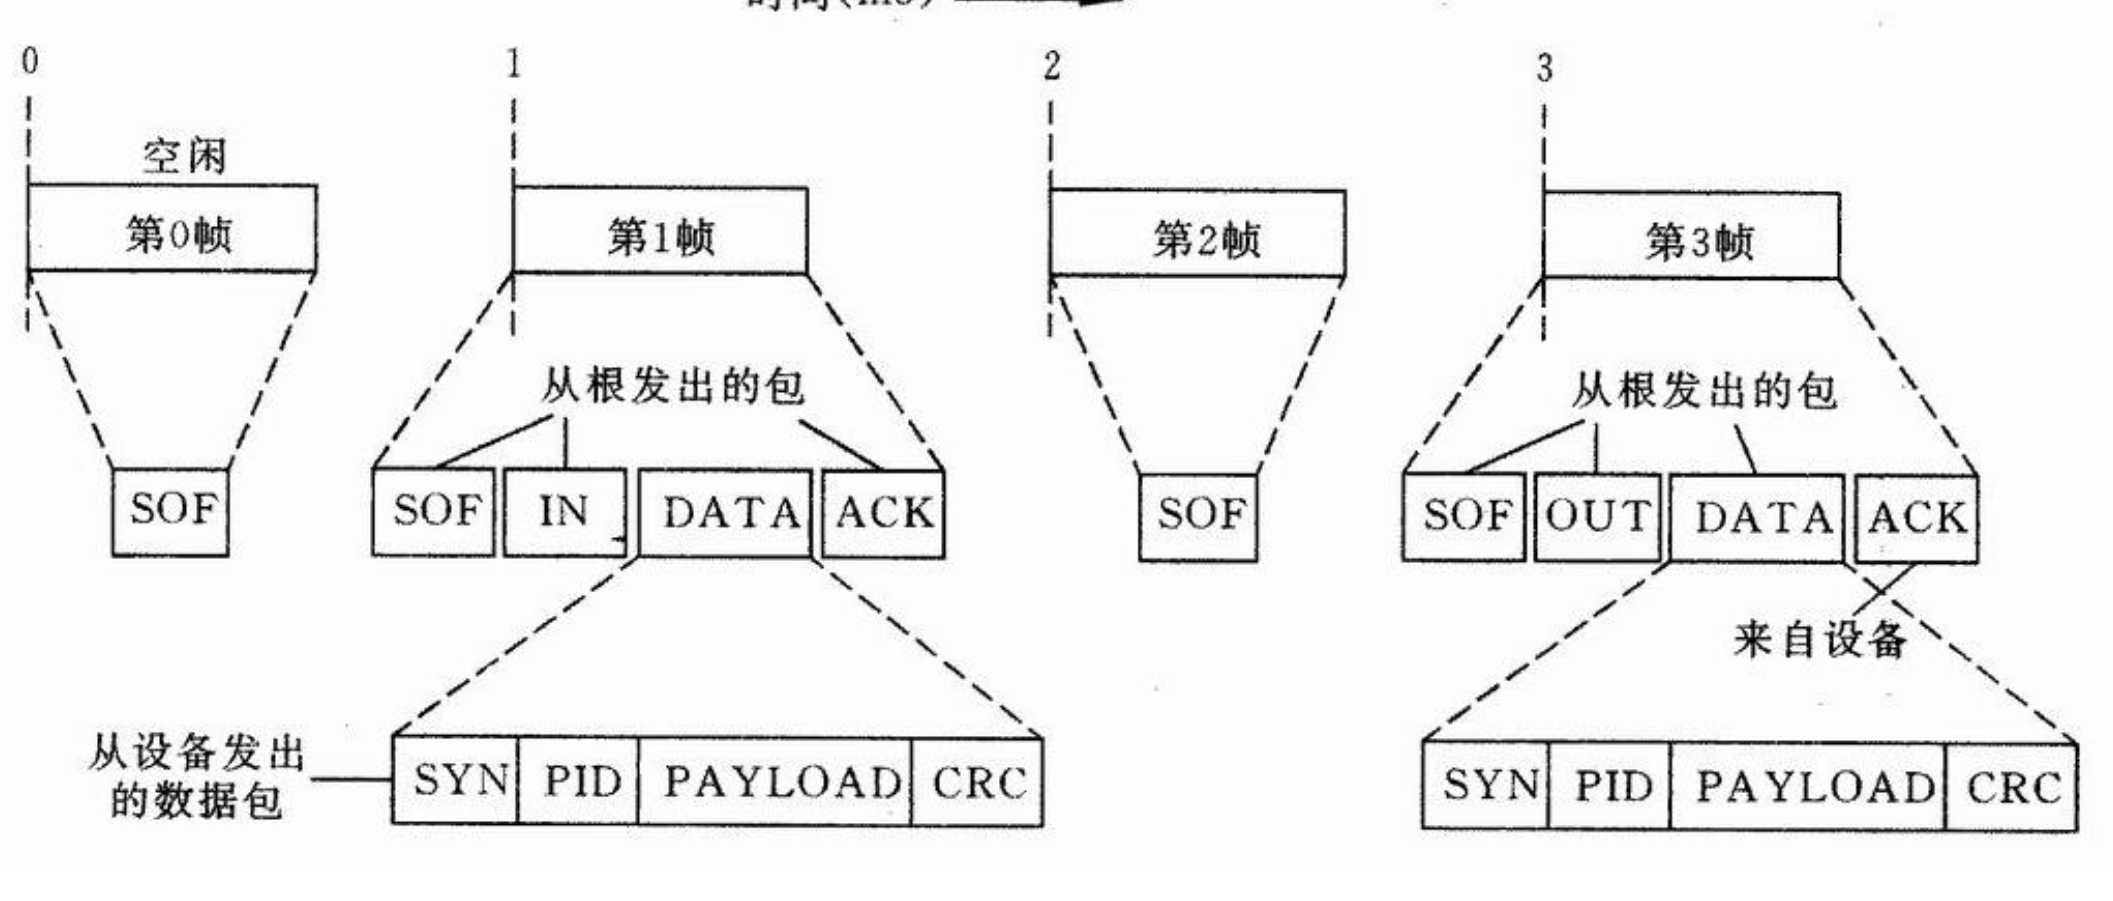 时间(ms)
0
1
2
3
空闲
第0帧
第1帧
第2帧
第3帧
从根发出的包
从根发出的包
SOF
SOF IN DATA ACK
SOF
SOF OUT DATA ACK
来自设备
从设备发出
的数据包
SYN PID PAYLOAD CRC
SYN PID PAYLOAD CRC